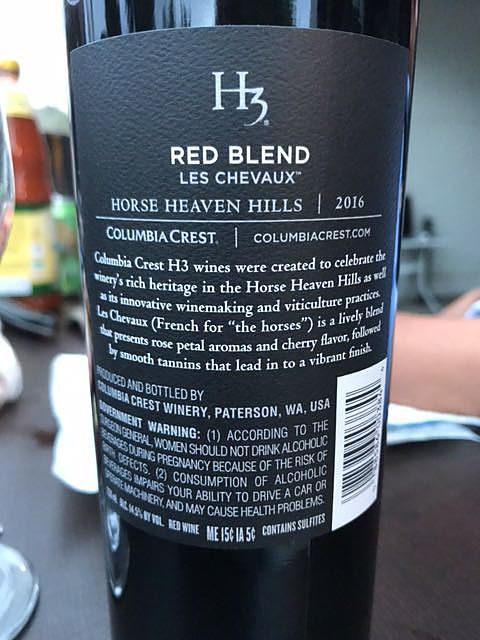 H3
RED BLEND
LES CHEVAUX™
HORSE HEAVEN HILLS | 2016
COLUMBIA CREST® | COLUMBIACREST.COM
Columbia Crest H3 wines were created to celebrate the
winery's rich heritage in the Horse Heaven Hills as well
as its innovative winemaking and viticulture practices.
Les Chevaux (French for “the horses”) is a lively blend
that presents rose petal aromas and cherry flavor, followed
by smooth tannins that lead in to a vibrant finish.
PRODUCED AND BOTTLED BY
COLUMBIA CREST WINERY, PATERSON, WA, USA
GOVERNMENT WARNING: (1) ACCORDING TO THE
SURGEON GENERAL, WOMEN SHOULD NOT DRINK ALCOHOLIC
BEVERAGES DURING PREGNANCY BECAUSE OF THE RISK OF
BIRTH DEFECTS. (2) CONSUMPTION OF ALCOHOLIC
BEVERAGES IMPAIRS YOUR ABILITY TO DRIVE A CAR OR
OPERATE MACHINERY, AND MAY CAUSE HEALTH PROBLEMS.
ALC. 14.5% BY VOL. RED WINE ME 15¢ IA 5¢ CONTAINS SULFITES